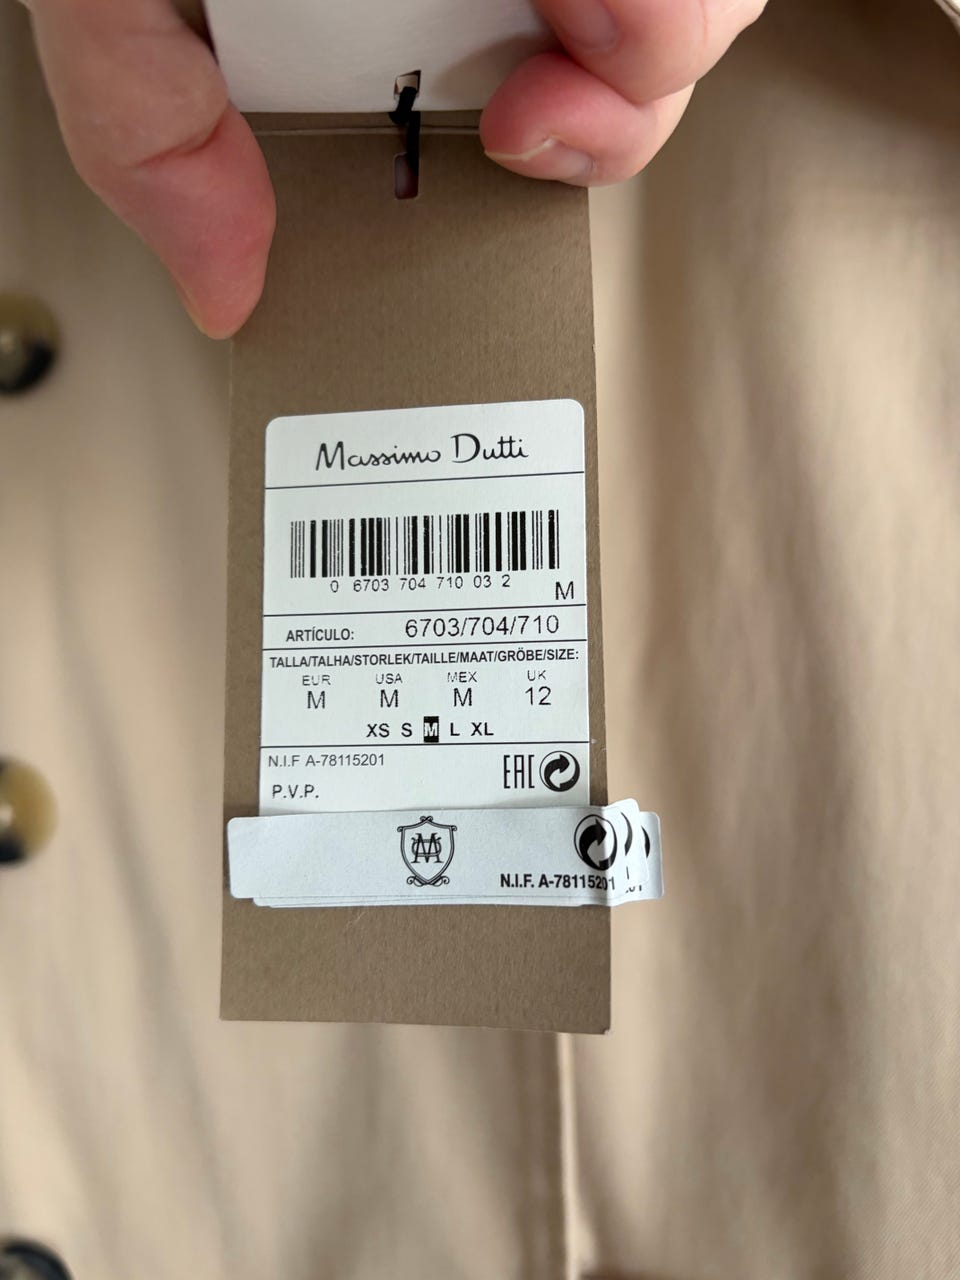 Massimo Dutti
0 6703 704 710 03 2
M
ARTÍCULO: 6703/704/710
TALLA/TALHA/STORLEK/TAILLE/MAAT/GRÖBE/SIZE:
EUR USA MEX UK
M M M 12
XS S M L XL
N.I.F A-78115201
EAC
P.V.P.
N.I.F. A-78115201